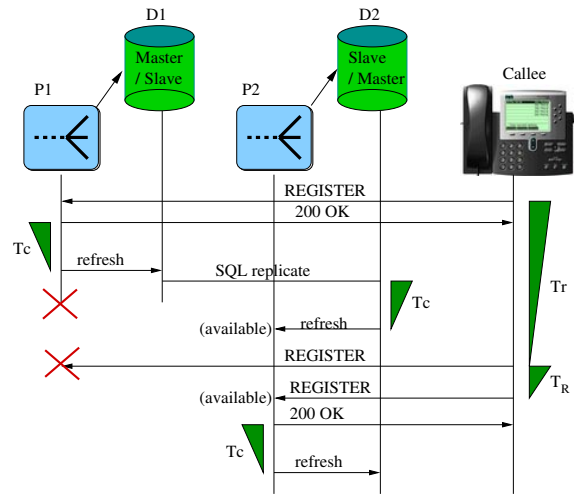 D1
D2
Master
/ Slave
Slave
/ Master
P1
P2
Callee
REGISTER
200 OK
Tc
refresh
SQL replicate
Tc
Tr
(available)
refresh
REGISTER
(available)
REGISTER
TR
200 OK
Tc
refresh